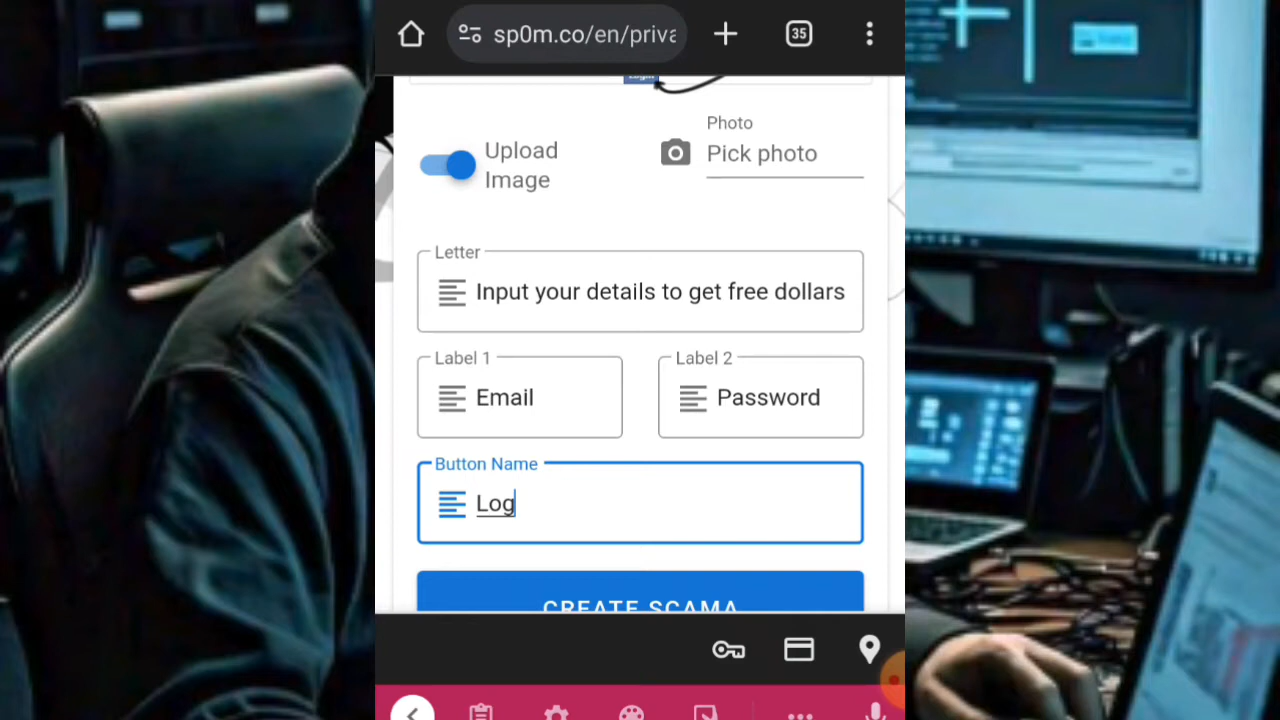 35
sp0m.co/en/priva
Photo
Upload
Image
Pick photo
Letter
Input your details to get free dollars
Label 1
Label 2
Email
Password
Button Name
Log
CREATE SCAMA